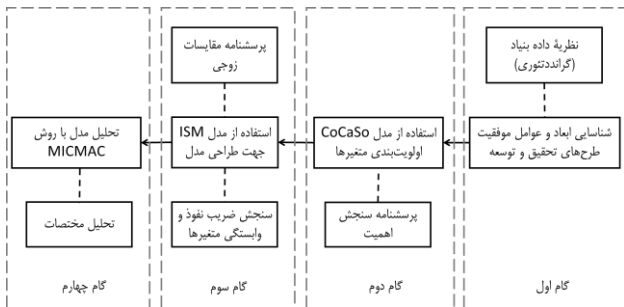 نظریهٔ داده بنیاد
(گراندتئوری)
شناسایی ابعاد و عوامل موفقیت
طرح‌های تحقیق و توسعه
گام اول
استفاده از مدل CoCaSo
اولویت‌بندی متغیرها
پرسشنامه سنجش
اهمیت
گام دوم
پرسشنامه مقایسات
زوجی
استفاده از مدل ISM
جهت طراحی مدل
سنجش ضریب نفوذ و
وابستگی متغیرها
گام سوم
تحلیل مدل با روش
MICMAC
تحلیل مختصات
گام چهارم